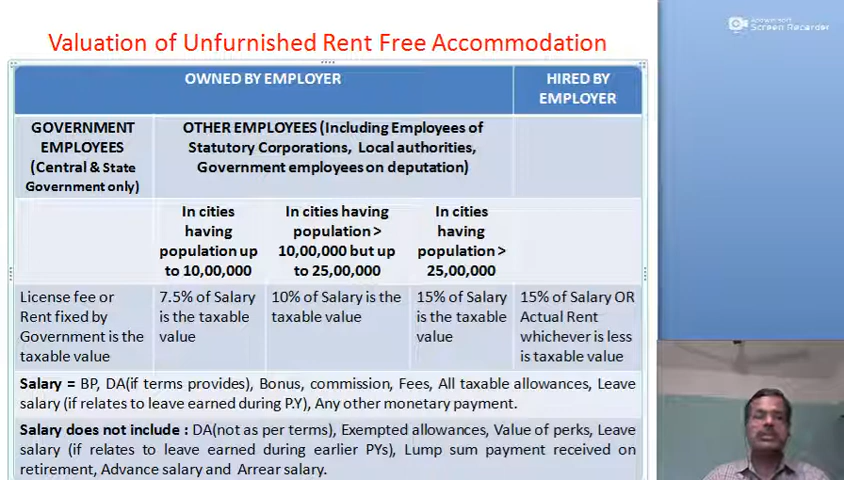 Valuation of Unfurnished Rent Free Accommodation
Screen Recorder
OWNED BY EMPLOYER
HIRED BY
EMPLOYER
GOVERNMENT
EMPLOYEES
(Central & State
Government only)
OTHER EMPLOYEES (Including Employees of
Statutory Corporations, Local authorities,
Government employees on deputation)
In cities
having
population up
to 10,00,000
In cities having
population >
10,00,000 but up
to 25,00,000
In cities
having
population >
25,00,000
License fee or
Rent fixed by
Government is the
taxable value
7.5% of Salary
is the taxable
value
10% of Salary is the
taxable value
15% of Salary
is the taxable
value
15% of Salary OR
Actual Rent
whichever is less
is taxable value
Salary = BP, DA(if terms provides), Bonus, commission, Fees, All taxable allowances, Leave
salary (if relates to leave earned during P.Y), Any other monetary payment.
Salary does not include : DA(not as per terms), Exempted allowances, Value of perks, Leave
salary (if relates to leave earned during earlier PYs), Lump sum payment received on
retirement, Advance salary and Arrear salary.